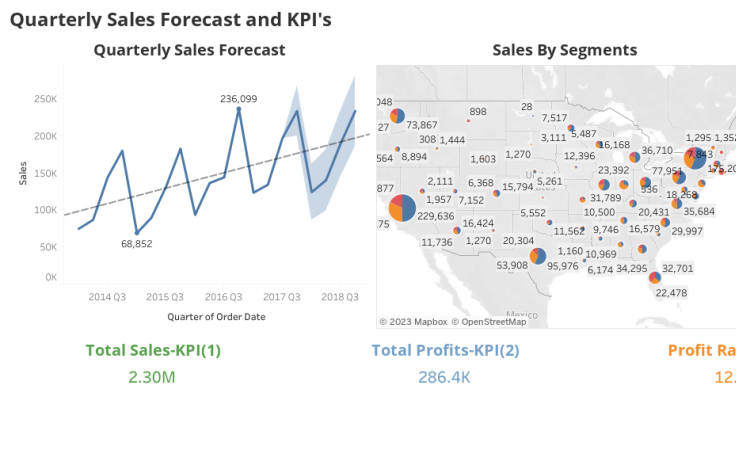 Quarterly Sales Forecast and KPI's
Quarterly Sales Forecast
Sales
250K
200K
150K
100K
50K
0K
236,099
68,852
2014 Q3
2015 Q3
2016 Q3
2017 Q3
2018 Q3
Quarter of Order Date
Sales By Segments
048
898
28
7,517
27
73,867
3,111
5,487
1,295
1,352
308
1,444
16,168
36,710
7,843
564
8,894
1,603
1,270
12,396
23,392
77,951
175,20
877
2,111
6,368
15,794
5,261
936
18,268
1,957
7,152
31,789
75
229,636
5,552
10,500
20,431
35,684
16,424
11,562
9,746
16,579
29,997
11,736
1,270
20,304
1,160
10,969
53,908
95,976
6,174
34,295
32,701
22,478
Mexico
© 2023 Mapbox © OpenStreetMap
Total Sales-KPI(1)
2.30M
Total Profits-KPI(2)
286.4K
Profit Ra
12.